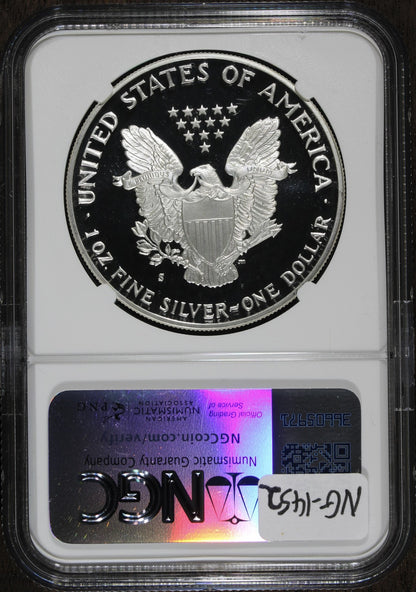 UNITED STATES OF AMERICA
PLURIBUS UNUM
S
1 OZ. FINE SILVER~ONE DOLLAR
NG-1452
NGC
Numismatic Guaranty Company
NGCcoin.com/verify
Official Grading
Service of
AMERICAN
NUMISMATIC
ASSOCIATION
P.N.G